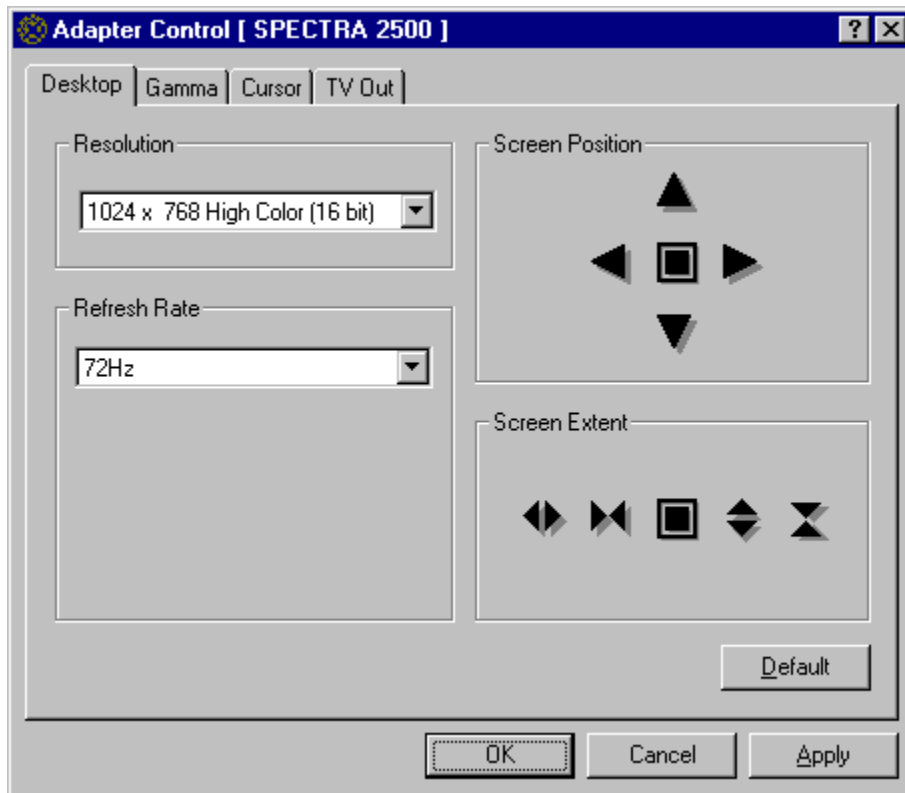 Adapter Control [ SPECTRA 2500 ]
Desktop Gamma Cursor TV Out
Resolution
1024 x  768 High Color (16 bit)
Refresh Rate
72Hz
Screen Position
Screen Extent
Default
OK Cancel Apply